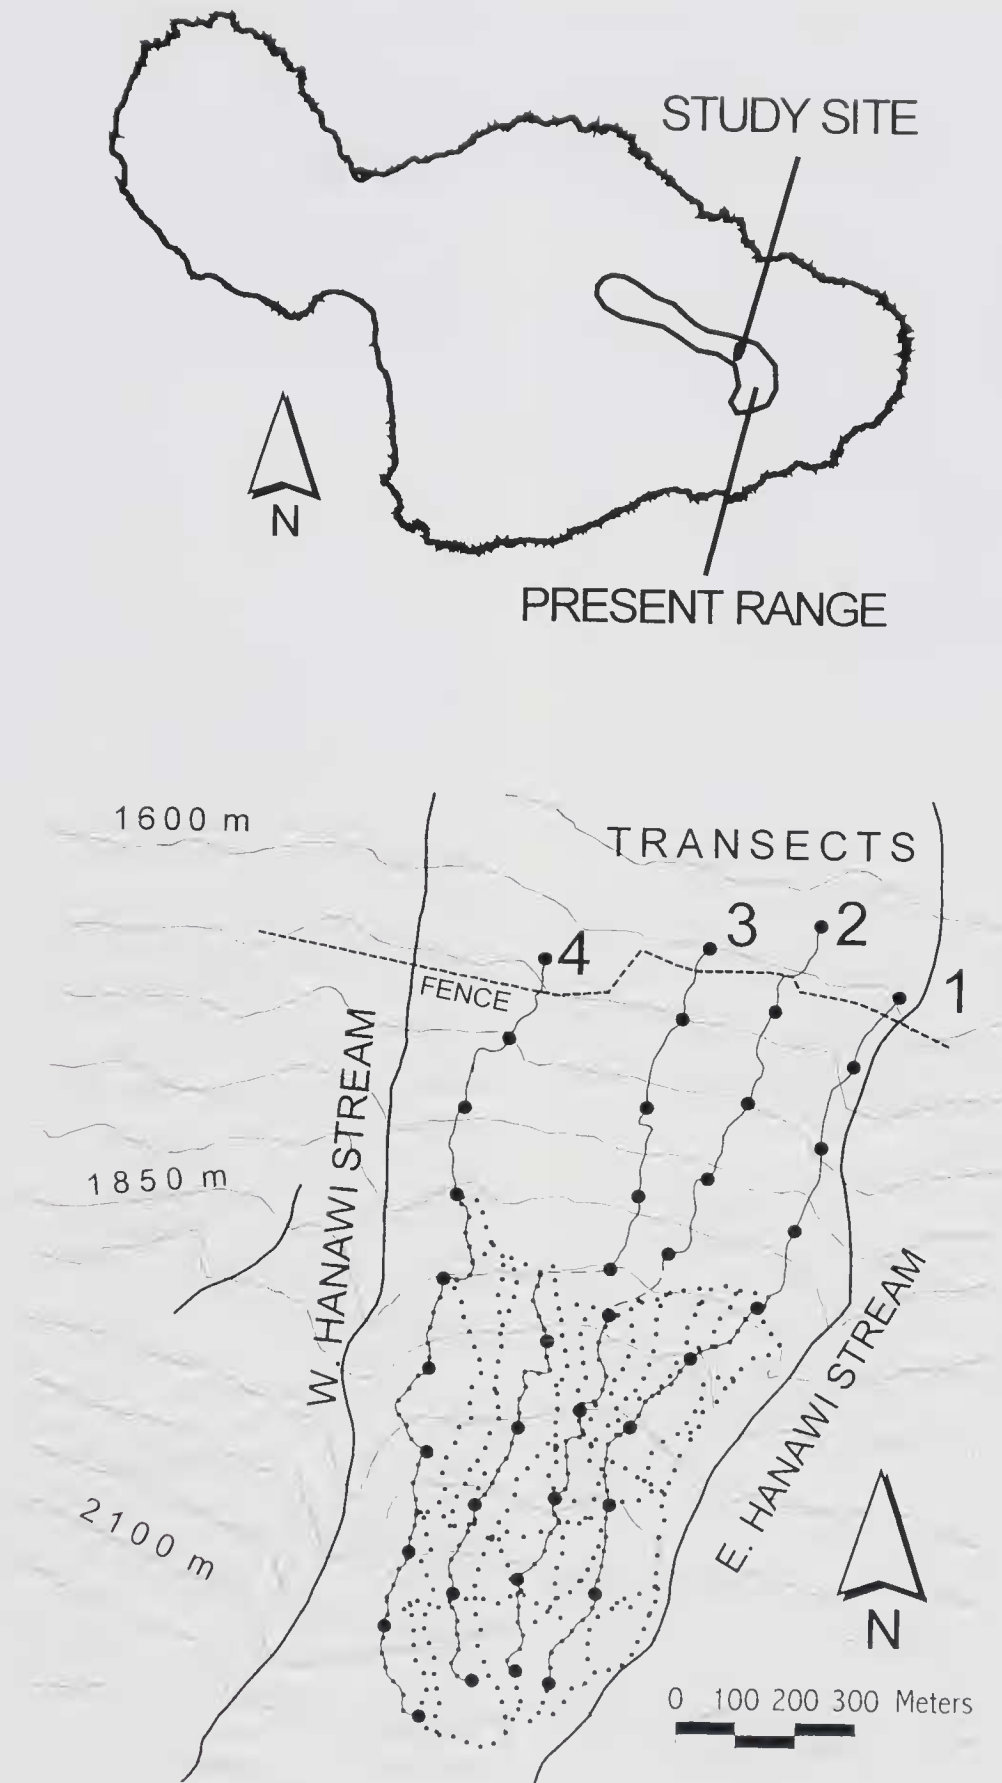 STUDY SITE
N
PRESENT RANGE
1600 m
TRANSECTS
4
3
2
1
FENCE
W. HANAWI STREAM
1850 m
E. HANAWI STREAM
2100 m
N
0 100 200 300 Meters